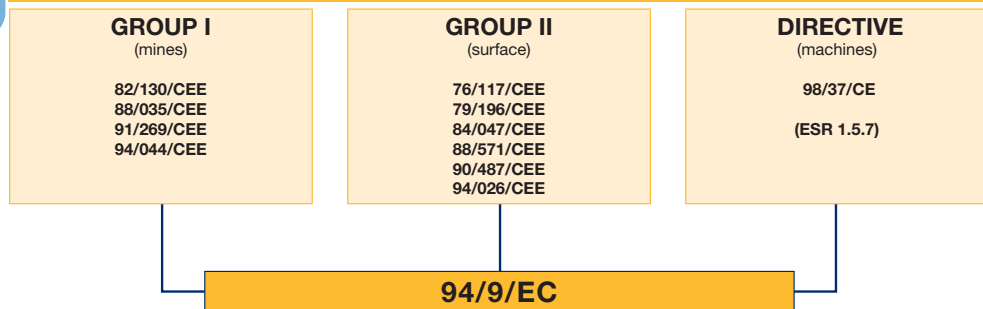 GROUP I
(mines)
82/130/CEE
88/035/CEE
91/269/CEE
94/044/CEE
GROUP II
(surface)
76/117/CEE
79/196/CEE
84/047/CEE
88/571/CEE
90/487/CEE
94/026/CEE
DIRECTIVE
(machines)
98/37/CE
(ESR 1.5.7)
94/9/EC